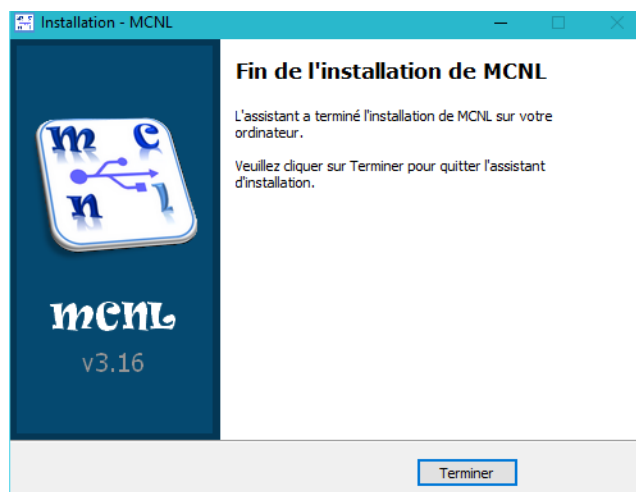 Installation - MCNL
Fin de l'installation de MCNL
L'assistant a terminé l'installation de MCNL sur votre
ordinateur.
Veuillez cliquer sur Terminer pour quitter l'assistant
d'installation.
m c
n l
mcnl
v3.16
Terminer